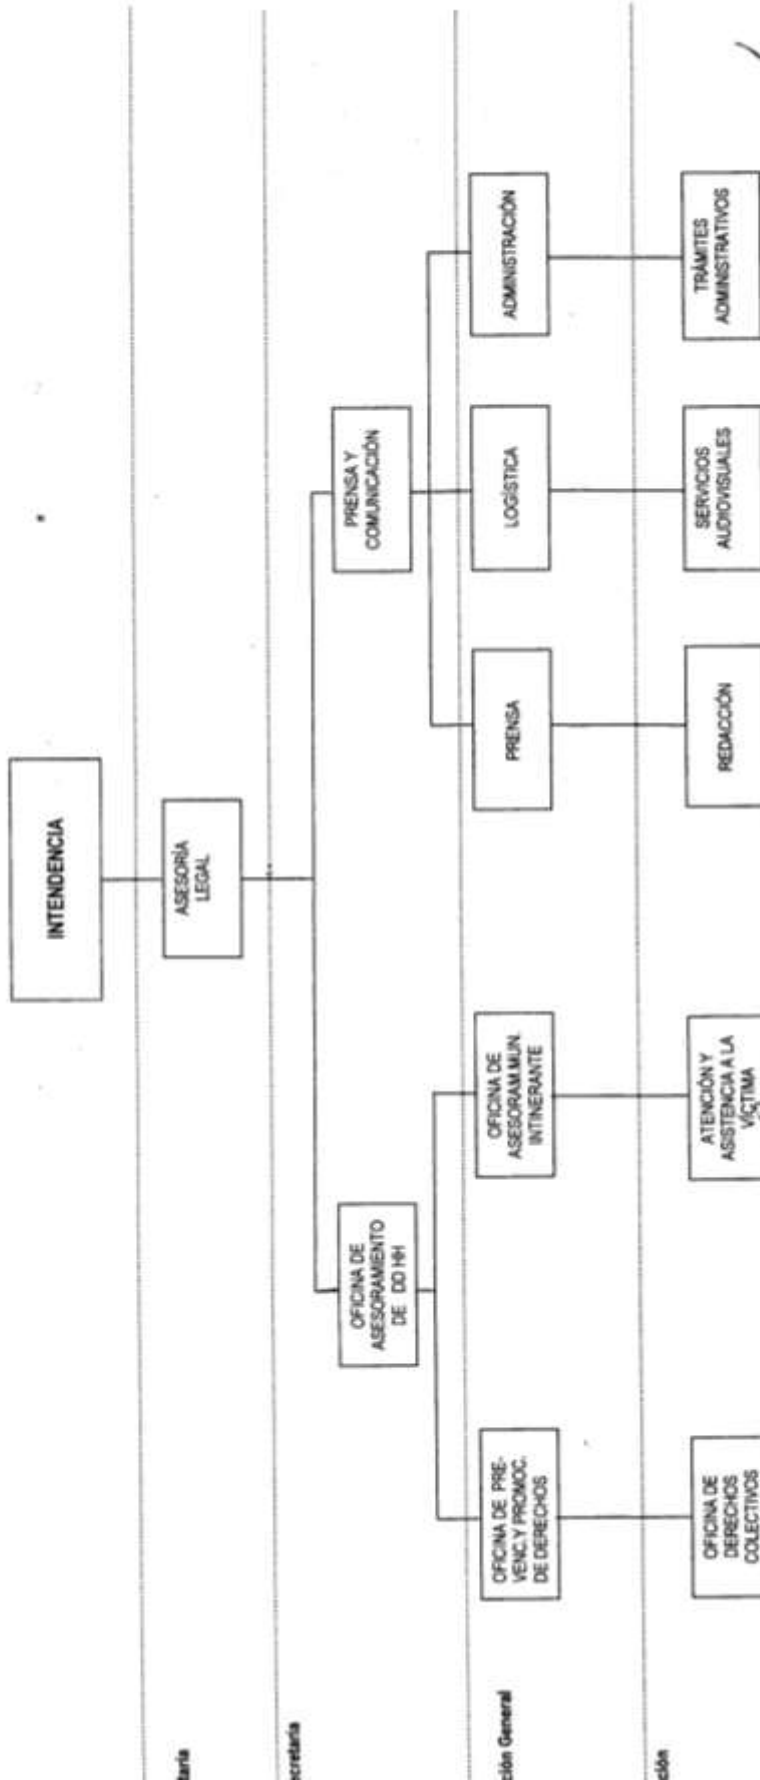 INTENDENCIA
taria
ASESORÍA
LEGAL
cretaria
OFICINA DE
ASESORAMIENTO
DE DD HH
PRENSA Y
COMUNICACIÓN
ción General
OFICINA DE PRE-
VENC.Y PROMOC.
DE DERECHOS
OFICINA DE
ASESORAM.MUN.
INTINERANTE
PRENSA
LOGÍSTICA
ADMINISTRACIÓN
ción
OFICINA DE
DERECHOS
COLECTIVOS
ATENCIÓN Y
ASISTENCIA A LA
VÍCTIMA
REDACCIÓN
SERVICIOS
AUDIOVISUALES
TRÁMITES
ADMINISTRATIVOS